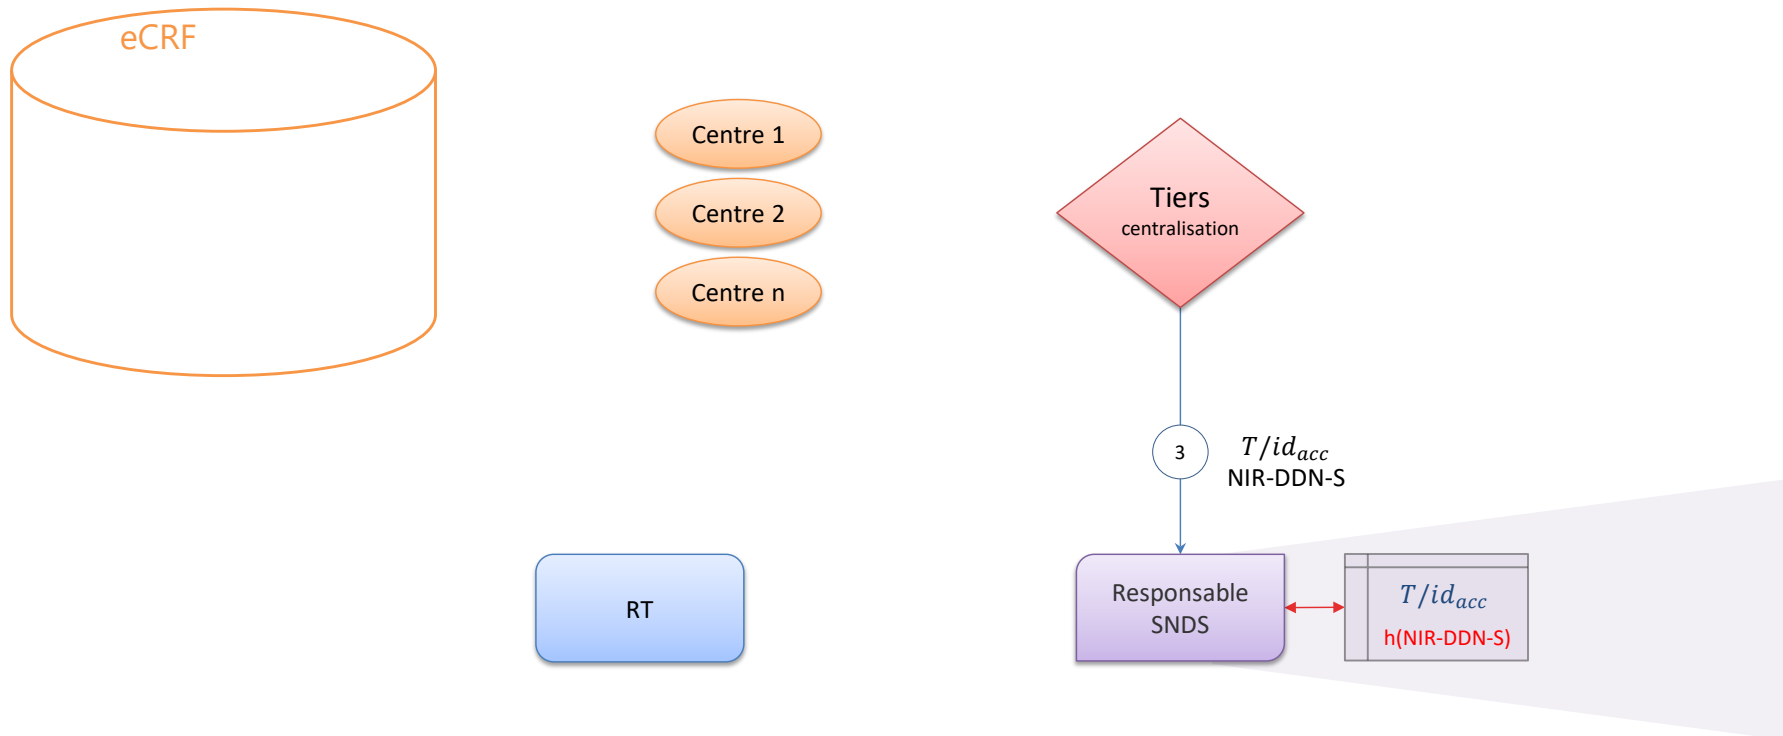 eCRF
Centre 1
Centre 2
Centre n
Tiers
centralisation
3
T/id_acc
NIR-DDN-S
RT
Responsable
SNDS
T/id_acc
h(NIR-DDN-S)